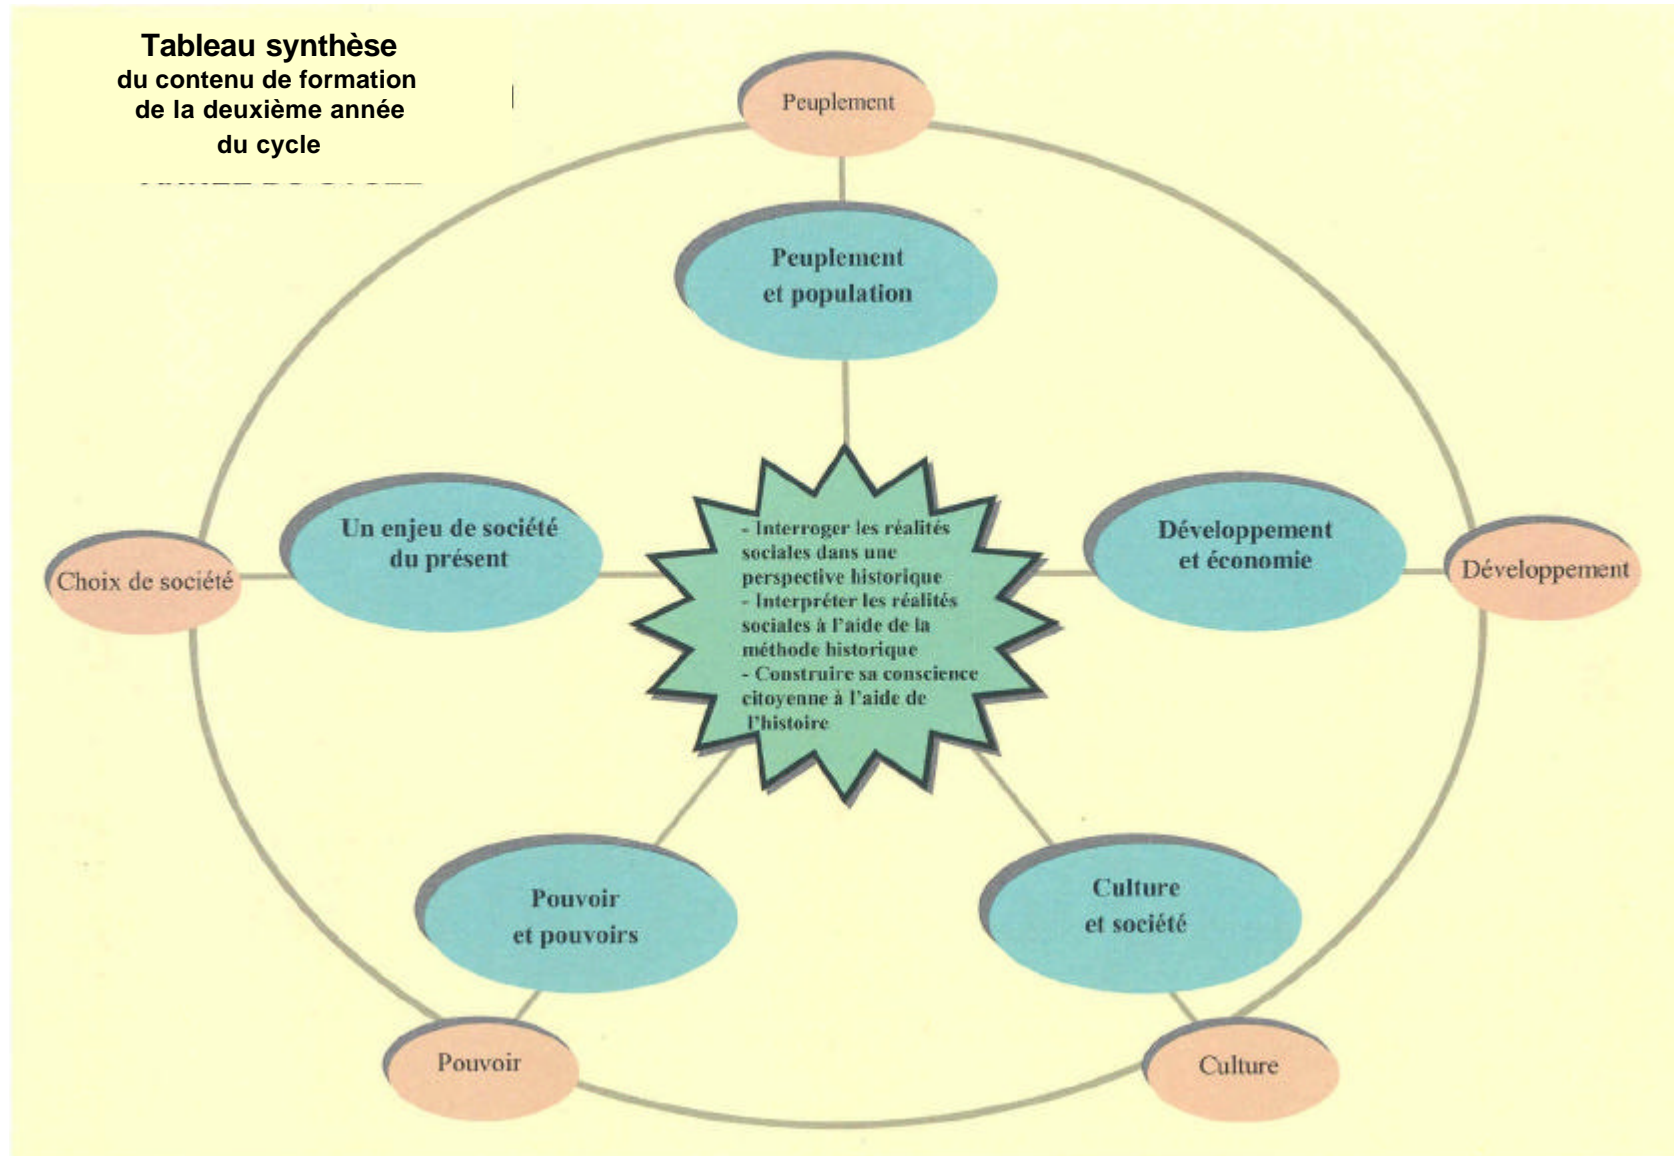 Tableau synthèse
du contenu de formation
de la deuxième année
du cycle
Peuplement
Peuplement
et population
Un enjeu de société
du présent
Choix de société
- Interroger les réalités
sociales dans une
perspective historique
- Interpréter les réalités
sociales à l'aide de la
méthode historique
- Construire sa conscience
citoyenne à l'aide de
l'histoire
Développement
et économie
Développement
Pouvoir
et pouvoirs
Culture
et société
Pouvoir
Culture